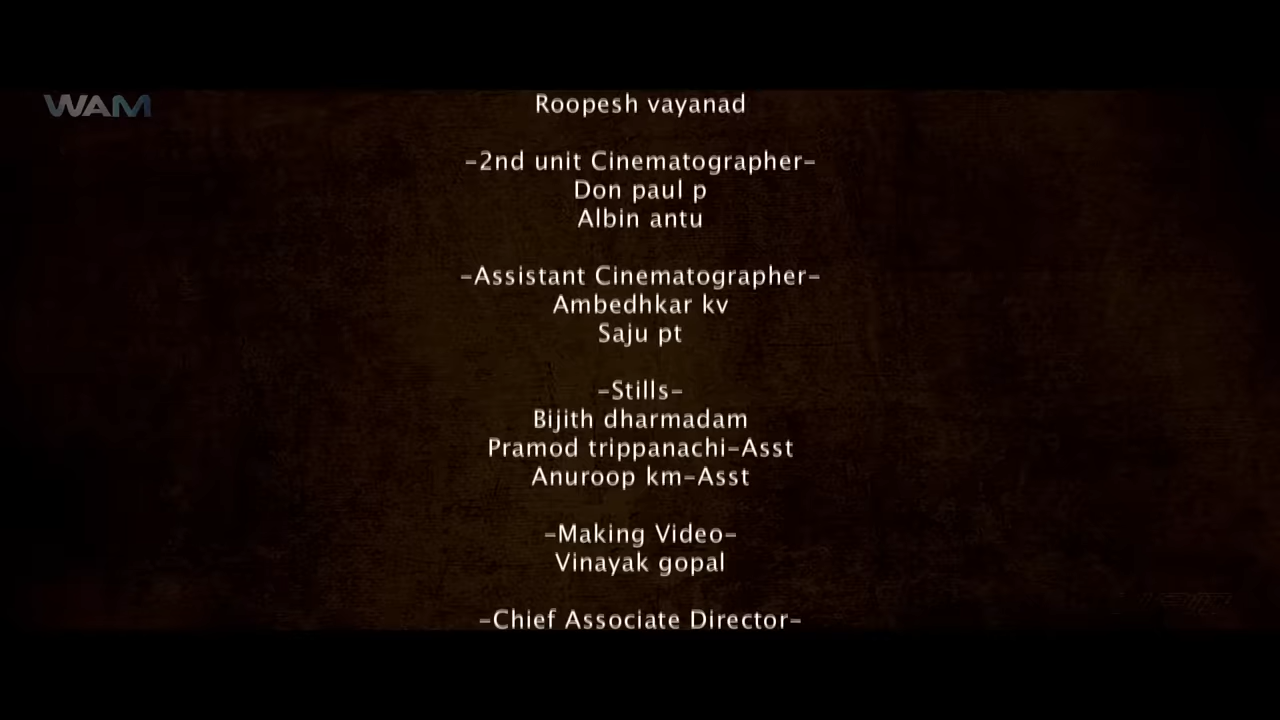 WAM
Roopesh vayanad
-2nd unit Cinematographer-
Don paul p
Albin antu
-Assistant Cinematographer-
Ambedhkar kv
Saju pt
-Stills-
Bijith dharmadam
Pramod trippanachi-Asst
Anuroop km-Asst
-Making Video-
Vinayak gopal
-Chief Associate Director-